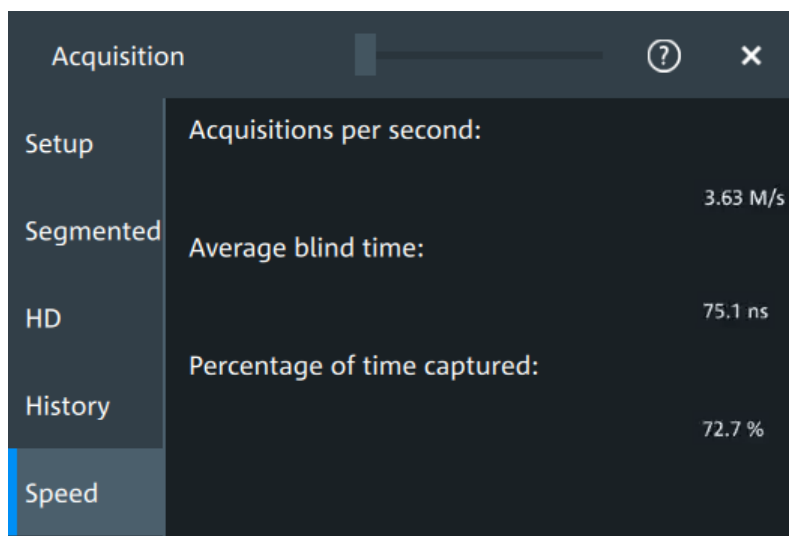 Acquisition
?
Setup
Segmented
HD
History
Speed
Acquisitions per second:
3.63 M/s
Average blind time:
75.1 ns
Percentage of time captured:
72.7 %